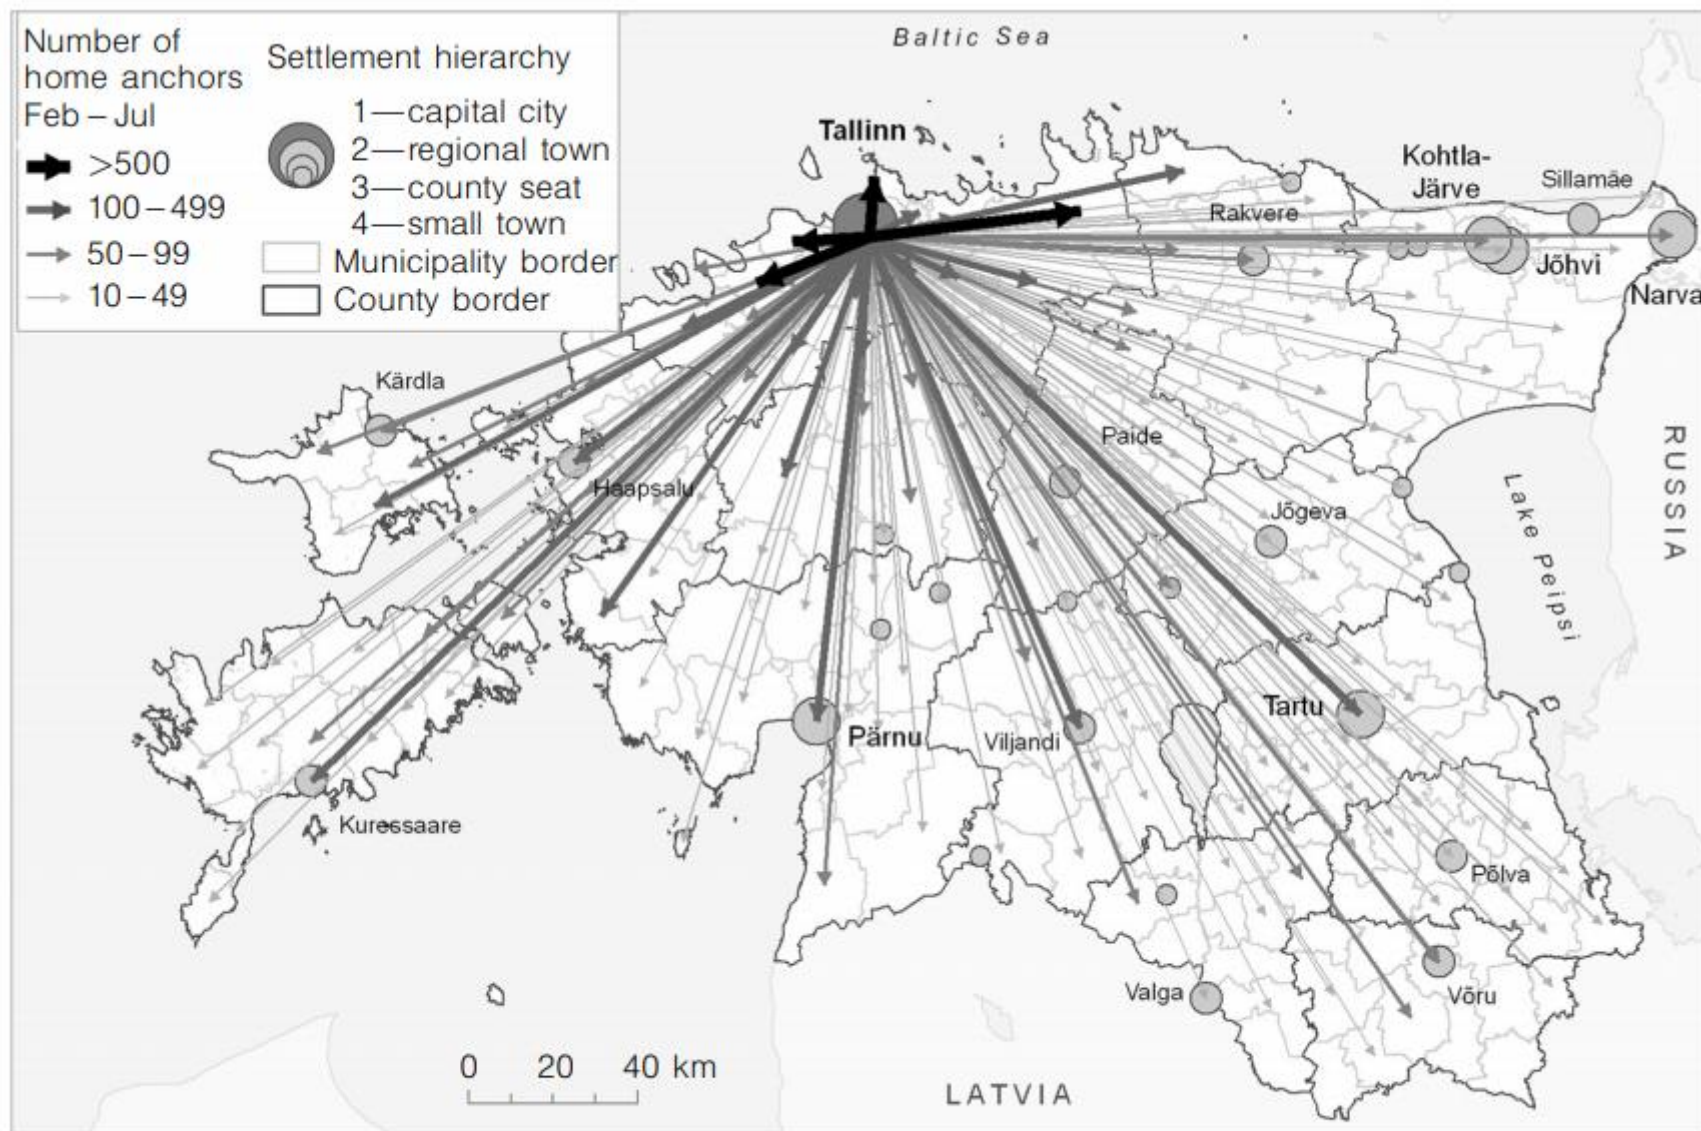 Number of
home anchors
Feb – Jul
>500
100 – 499
50 – 99
10 – 49
Settlement hierarchy
1—capital city
2—regional town
3—county seat
4—small town
Municipality border
County border
Baltic Sea
Tallinn
Kohtla-
Järve
Sillamäe
Rakvere
Jõhvi
Narva
Kärdla
Paide
RUSSIA
Haapsalu
Lake Peipsi
Jõgeva
Tartu
Pärnu
Viljandi
Kuressaare
Põlva
Valga
Võru
0 20 40 km
LATVIA